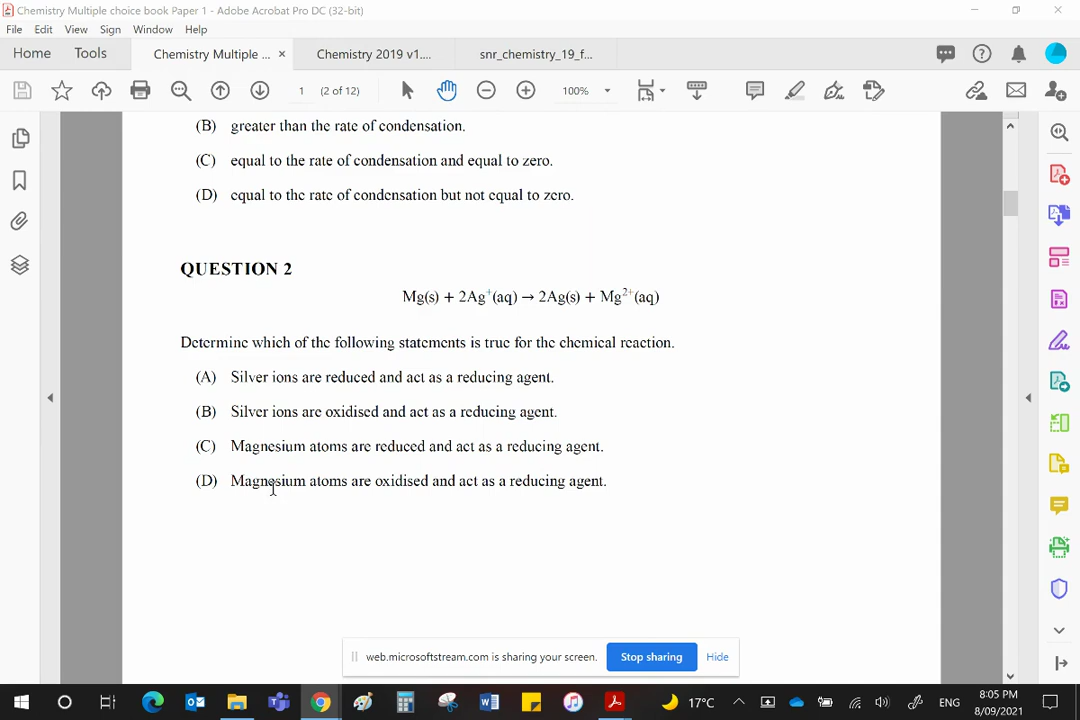 Chemistry Multiple choice book Paper 1 - Adobe Acrobat Pro DC (32-bit)
File Edit View Sign Window Help
Home Tools Chemistry Multiple ... × Chemistry 2019 v1.... snr_chemistry_19_f...
1 (2 of 12) 100%
(B) greater than the rate of condensation.
(C) equal to the rate of condensation and equal to zero.
(D) equal to the rate of condensation but not equal to zero.
QUESTION 2
Mg(s) + 2Ag⁺(aq) → 2Ag(s) + Mg²⁺(aq)
Determine which of the following statements is true for the chemical reaction.
(A) Silver ions are reduced and act as a reducing agent.
(B) Silver ions are oxidised and act as a reducing agent.
(C) Magnesium atoms are reduced and act as a reducing agent.
(D) Magnesium atoms are oxidised and act as a reducing agent.
web.microsoftstream.com is sharing your screen. Stop sharing Hide
17°C ENG 8:05 PM
8/09/2021